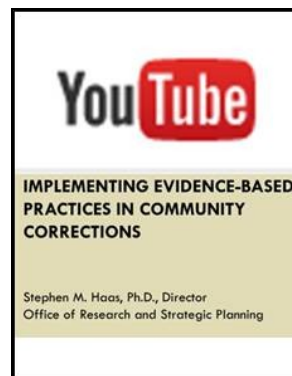 YouTube
IMPLEMENTING EVIDENCE-BASED
PRACTICES IN COMMUNITY
CORRECTIONS
Stephen M. Haas, Ph.D., Director
Office of Research and Strategic Planning